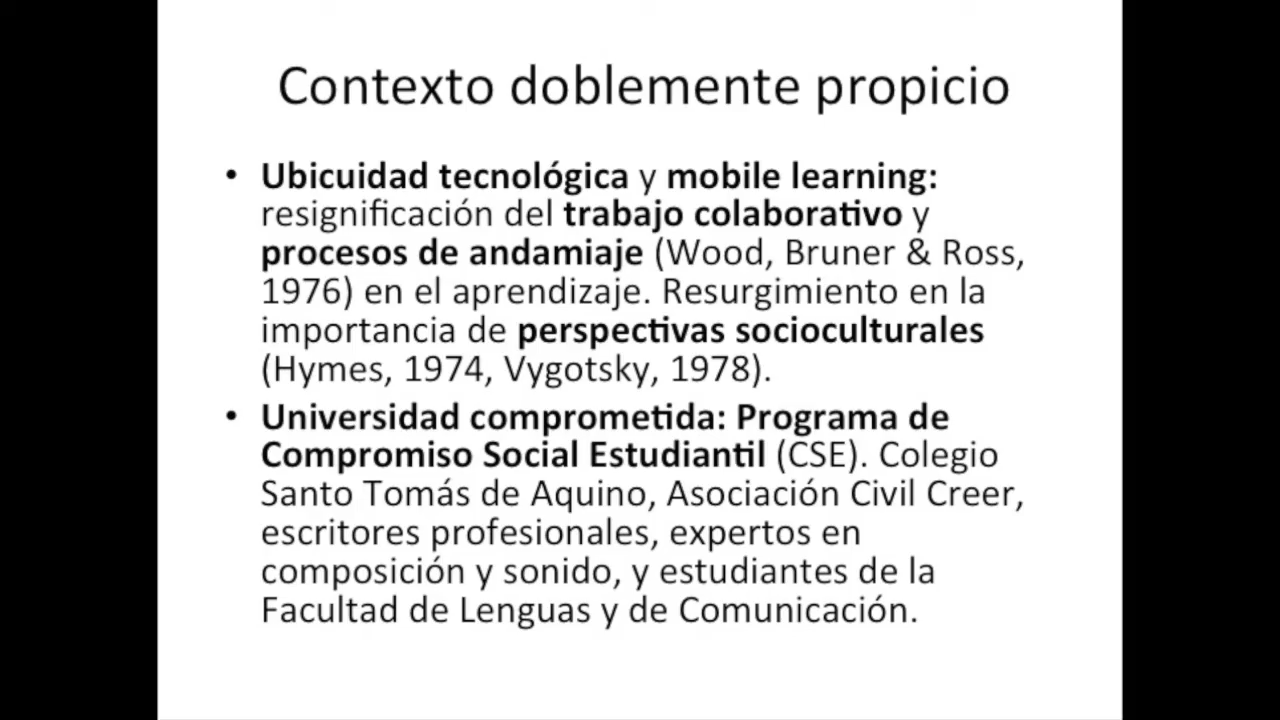 Contexto doblemente propicio
• Ubicuidad tecnológica y mobile learning:
resignificación del trabajo colaborativo y
procesos de andamiaje (Wood, Bruner & Ross,
1976) en el aprendizaje. Resurgimiento en la
importancia de perspectivas socioculturales
(Hymes, 1974, Vygotsky, 1978).
• Universidad comprometida: Programa de
Compromiso Social Estudiantil (CSE). Colegio
Santo Tomás de Aquino, Asociación Civil Creer,
escritores profesionales, expertos en
composición y sonido, y estudiantes de la
Facultad de Lenguas y de Comunicación.